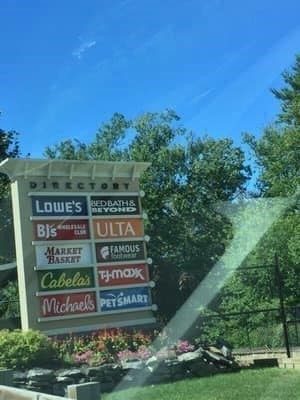 DIRECTORY
LOWE'S
BED BATH &
BEYOND
BJ's WHOLESALE
CLUB
ULTA
MARKET
BASKET
FAMOUS
footwear
Cabela's
T·J·maxx
Michaels
PETSMART